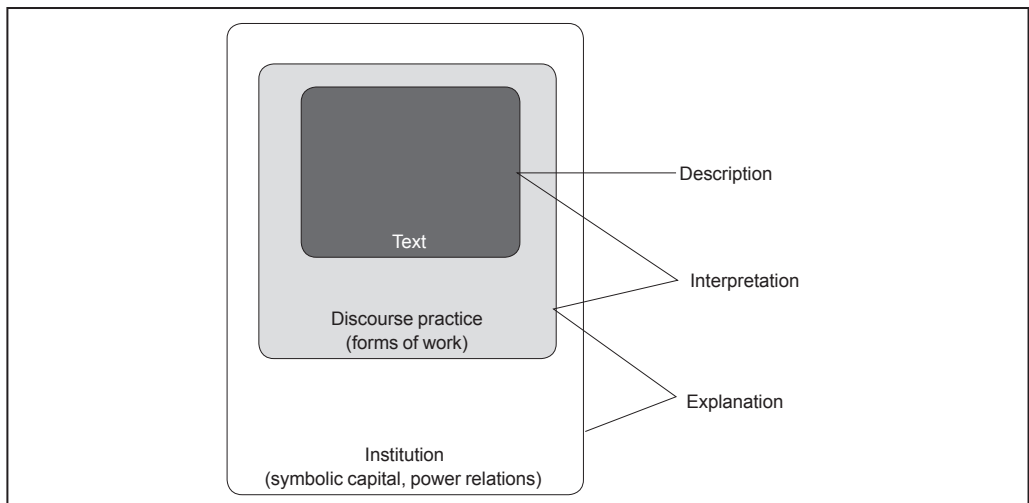 Text
Discourse practice
(forms of work)
Institution
(symbolic capital, power relations)
Description
Interpretation
Explanation